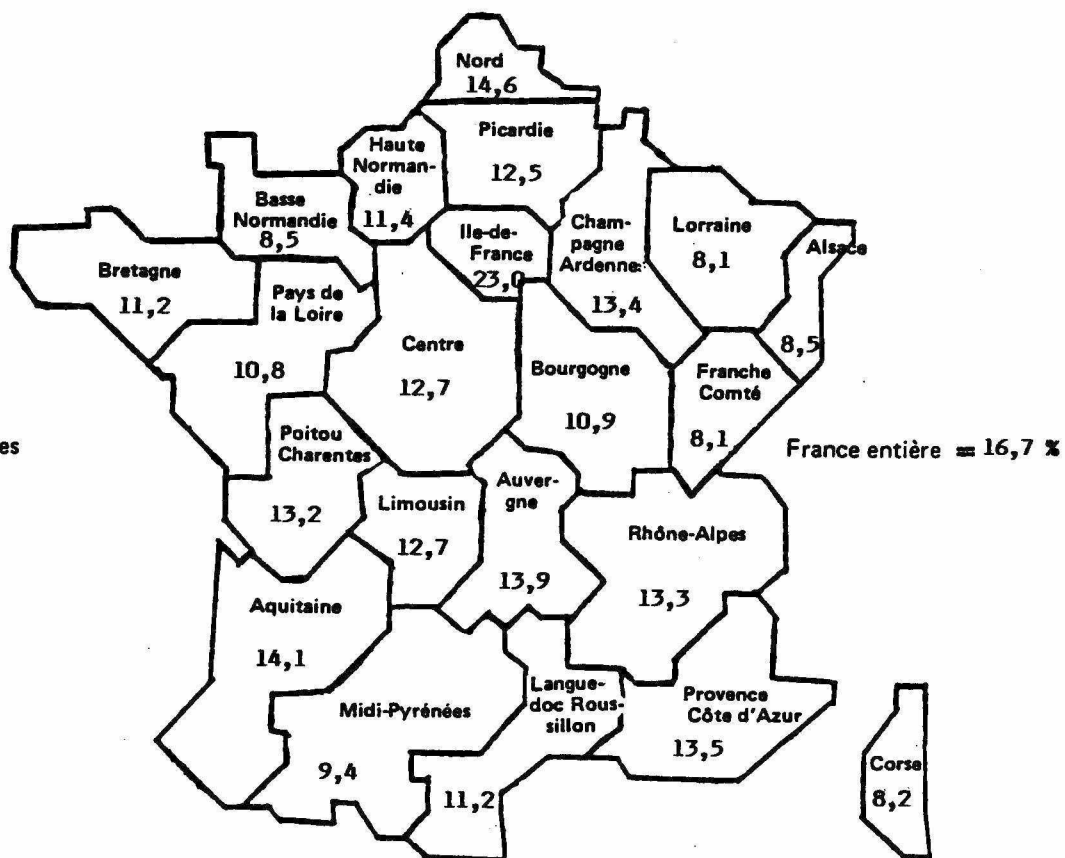 Nord
14,6
Picardie
12,5
Haute
Norman-
die
11,4
Basse
Normandie
8,5
Ile-de-
France
23,0
Cham-
pagne
Ardenne
13,4
Lorraine
8,1
Alsace
8,5
Bretagne
11,2
Pays de
la Loire
10,8
Centre
12,7
Bourgogne
10,9
Franche
Comté
8,1
es
France entière = 16,7 %
Poitou
Charentes
13,2
Limousin
12,7
Auver-
gne
13,9
Rhône-Alpes
13,3
Aquitaine
14,1
Midi-Pyrénées
9,4
Langue-
doc Rous-
sillon
11,2
Provence
Côte d'Azur
13,5
Corse
8,2